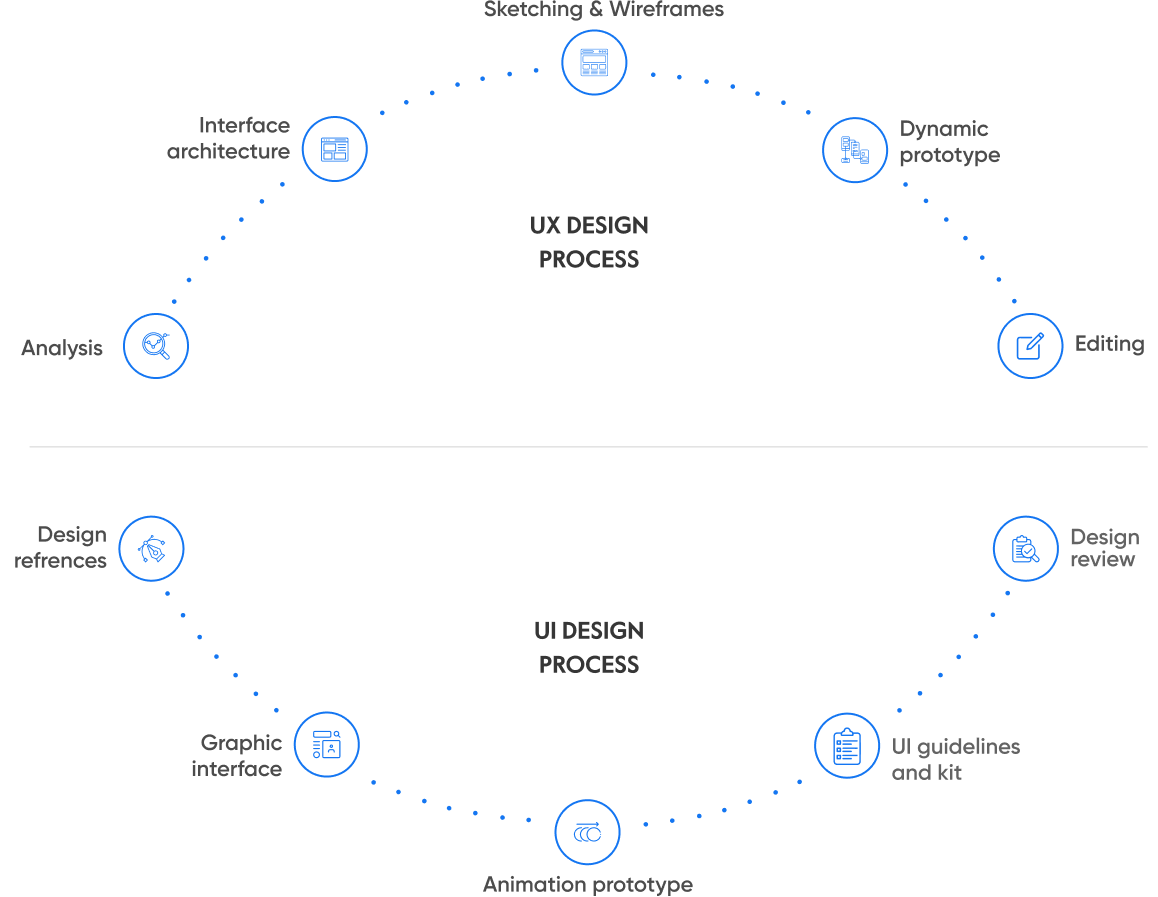 Sketching & Wireframes
Interface
architecture
Dynamic
prototype
UX DESIGN
PROCESS
Analysis
Editing
Design
refrences
Design
review
UI DESIGN
PROCESS
Graphic
interface
UI guidelines
and kit
Animation prototype